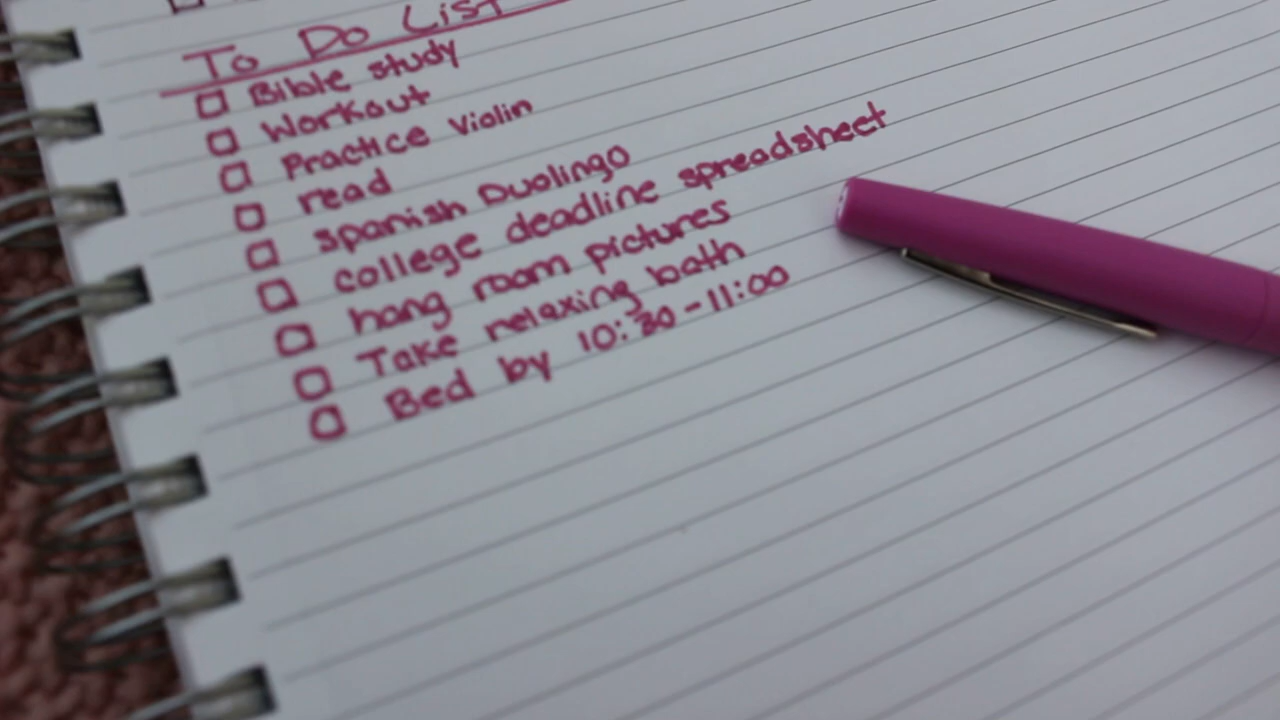 To Do List
Bible study
Workout
Practice Violin
read
spanish Duolingo
college deadline spreadsheet
hang room pictures
Take relaxing bath
Bed by 10:30-11:00